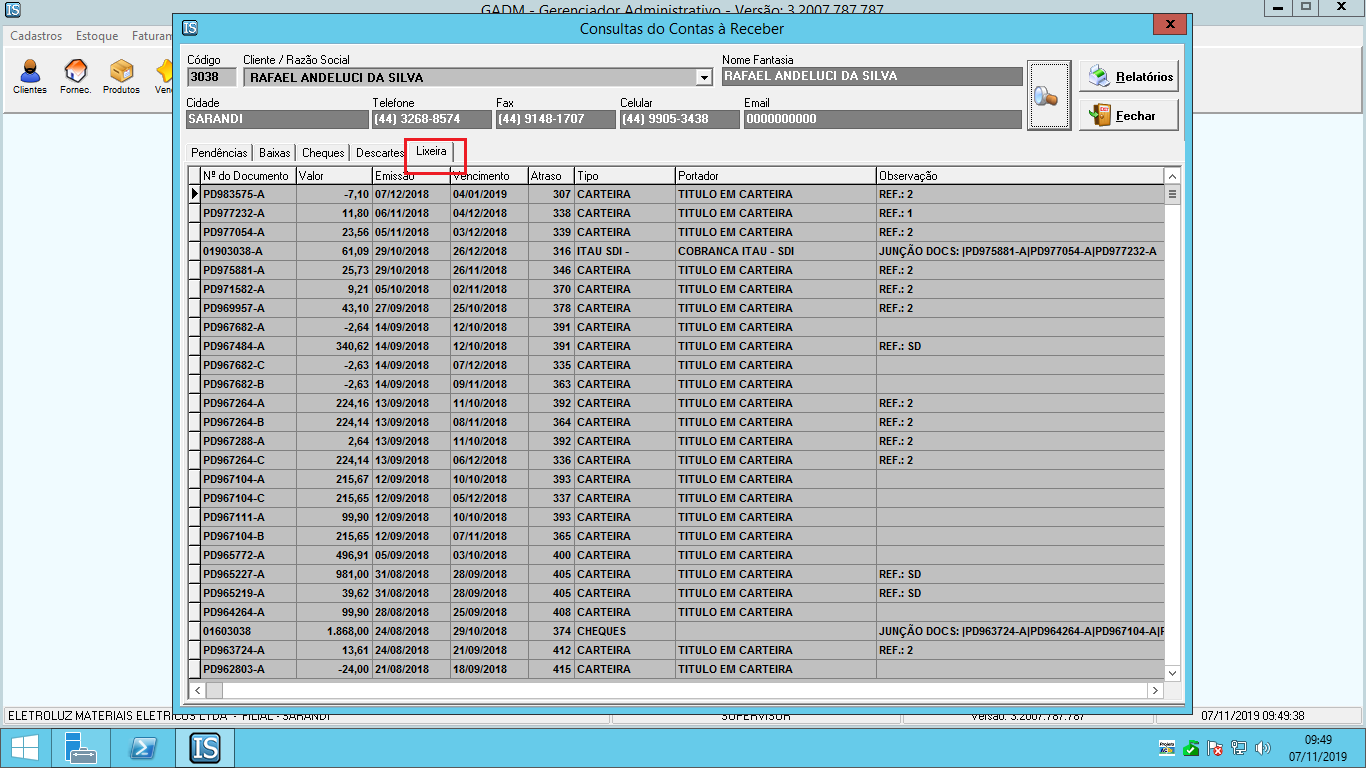 GADM - Gerenciador Administrativo - Versão: 3.2007.787.787
Cadastros Estoque Faturam
Clientes Fornec. Produtos Ven
IS Consultas do Contas à Receber
Código Cliente / Razão Social Nome Fantasia
3038 RAFAEL ANDELUCI DA SILVA RAFAEL ANDELUCI DA SILVA
Relatórios
Cidade Telefone Fax Celular Email
SARANDI (44) 3268-8574 (44) 9148-1707 (44) 9905-3438 0000000000
Fechar
Pendências Baixas Cheques Descartes Lixeira
Nº do Documento Valor Emissão Vencimento Atraso Tipo Portador Observação
PD983575-A -7,10 07/12/2018 04/01/2019 307 CARTEIRA TITULO EM CARTEIRA REF.: 2
PD977232-A 11,80 06/11/2018 04/12/2018 338 CARTEIRA TITULO EM CARTEIRA REF.: 1
PD977054-A 23,56 05/11/2018 03/12/2018 339 CARTEIRA TITULO EM CARTEIRA REF.: 2
01903038-A 61,09 29/10/2018 26/12/2018 316 ITAU SDI - COBRANCA ITAU - SDI JUNÇÃO DOCS: |PD975881-A|PD977054-A|PD977232-A
PD975881-A 25,73 29/10/2018 26/11/2018 346 CARTEIRA TITULO EM CARTEIRA REF.: 2
PD971582-A 9,21 05/10/2018 02/11/2018 370 CARTEIRA TITULO EM CARTEIRA REF.: 2
PD969957-A 43,10 27/09/2018 25/10/2018 378 CARTEIRA TITULO EM CARTEIRA REF.: 2
PD967682-A -2,64 14/09/2018 12/10/2018 391 CARTEIRA TITULO EM CARTEIRA
PD967484-A 340,62 14/09/2018 12/10/2018 391 CARTEIRA TITULO EM CARTEIRA REF.: SD
PD967682-C -2,63 14/09/2018 07/12/2018 335 CARTEIRA TITULO EM CARTEIRA
PD967682-B -2,63 14/09/2018 09/11/2018 363 CARTEIRA TITULO EM CARTEIRA
PD967264-A 224,16 13/09/2018 11/10/2018 392 CARTEIRA TITULO EM CARTEIRA REF.: 2
PD967264-B 224,14 13/09/2018 08/11/2018 364 CARTEIRA TITULO EM CARTEIRA REF.: 2
PD967288-A 2,64 13/09/2018 11/10/2018 392 CARTEIRA TITULO EM CARTEIRA REF.: 2
PD967264-C 224,14 13/09/2018 06/12/2018 336 CARTEIRA TITULO EM CARTEIRA REF.: 2
PD967104-A 215,67 12/09/2018 10/10/2018 393 CARTEIRA TITULO EM CARTEIRA
PD967104-C 215,65 12/09/2018 05/12/2018 337 CARTEIRA TITULO EM CARTEIRA
PD967111-A 99,90 12/09/2018 10/10/2018 393 CARTEIRA TITULO EM CARTEIRA
PD967104-B 215,65 12/09/2018 07/11/2018 365 CARTEIRA TITULO EM CARTEIRA
PD965772-A 496,91 05/09/2018 03/10/2018 400 CARTEIRA TITULO EM CARTEIRA
PD965227-A 981,00 31/08/2018 28/09/2018 405 CARTEIRA TITULO EM CARTEIRA REF.: SD
PD965219-A 39,62 31/08/2018 28/09/2018 405 CARTEIRA TITULO EM CARTEIRA REF.: SD
PD964264-A 99,90 28/08/2018 25/09/2018 408 CARTEIRA TITULO EM CARTEIRA
01603038 1.868,00 24/08/2018 29/10/2018 374 CHEQUES JUNÇÃO DOCS: |PD963724-A|PD964264-A|PD967104-A|F
PD963724-A 13,61 24/08/2018 21/09/2018 412 CARTEIRA TITULO EM CARTEIRA REF.: 2
PD962803-A -24,00 21/08/2018 18/09/2018 415 CARTEIRA TITULO EM CARTEIRA
ELETROLUZ MATERIAIS ELETRICOS LTDA - FILIAL - SARANDI SUPERVISOR Versão: 3.2007.787.787 07/11/2019 09:49:38
IS
09:49
07/11/2019